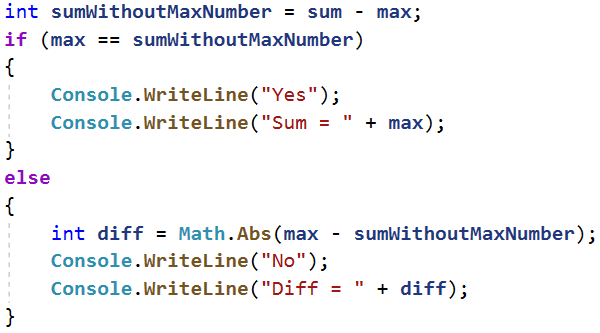 int sumWithoutMaxNumber = sum - max;
if (max == sumWithoutMaxNumber)
{
    Console.WriteLine("Yes");
    Console.WriteLine("Sum = " + max);
}
else
{
    int diff = Math.Abs(max - sumWithoutMaxNumber);
    Console.WriteLine("No");
    Console.WriteLine("Diff = " + diff);
}